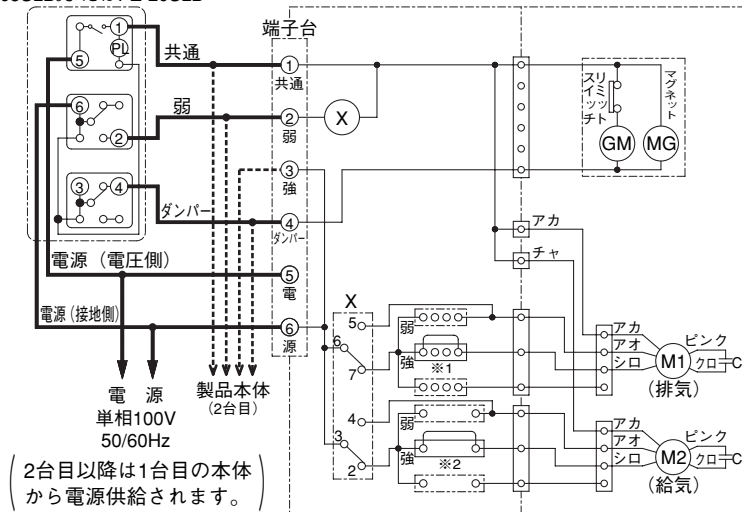 端子台
①
PL
⑤
共通
①
共通
⑥
②
弱
②
弱
X
③
強
③
④
ダンパー
④
ダンパー
スイッチ
リミット
マグネット
GM
MG
電源（電圧側）
⑤
電
電源（接地側）
⑥
源
アカ
チャ
X
5
6
7
弱
強
※1
4
3
2
弱
強
※2
アカ
アオ
シロ
M1
ピンク
クロ
C
（排気）
アカ
アオ
シロ
M2
ピンク
クロ
C
（給気）
電　源
単相100V
50/60Hz
製品本体
（2台目）
2台目以降は1台目の本体
から電源供給されます。